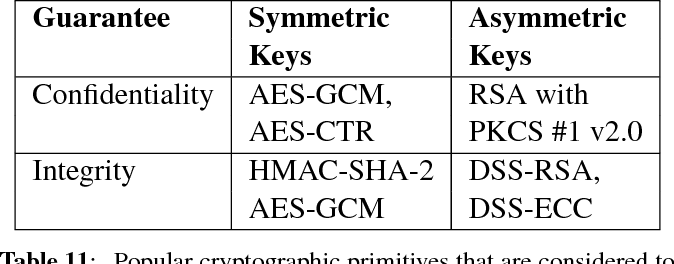 Guarantee Symmetric Asymmetric
Keys Keys
Confidentiality AES-GCM, RSA with
AES-CTR PKCS #1 v2.0
Integrity HMAC-SHA-2 DSS-RSA,
AES-GCM DSS-ECC
Table 11: Popular cryptographic primitives that are considered to